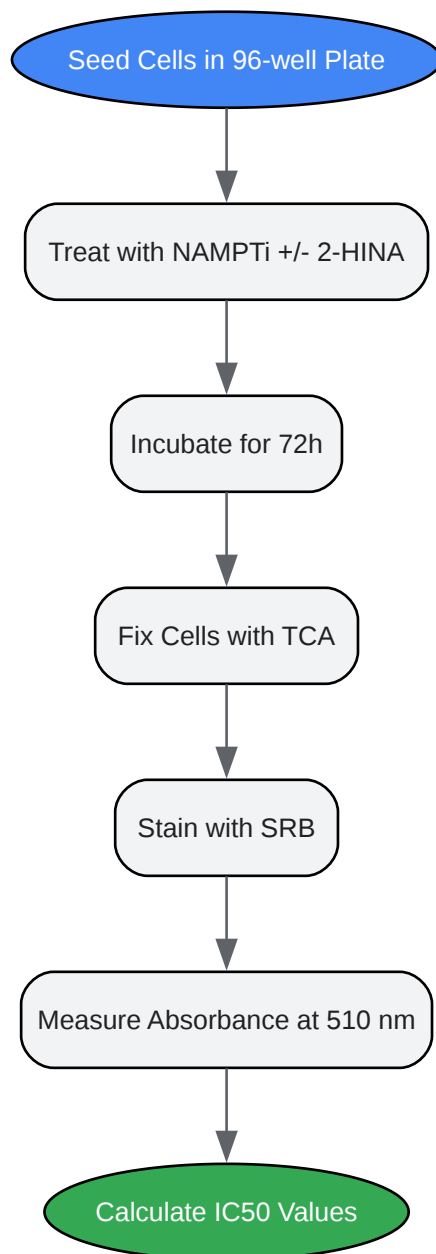 Seed Cells in 96-well Plate
Treat with NAMPTi +/- 2-HINA
Incubate for 72h
Fix Cells with TCA
Stain with SRB
Measure Absorbance at 510 nm
Calculate IC50 Values